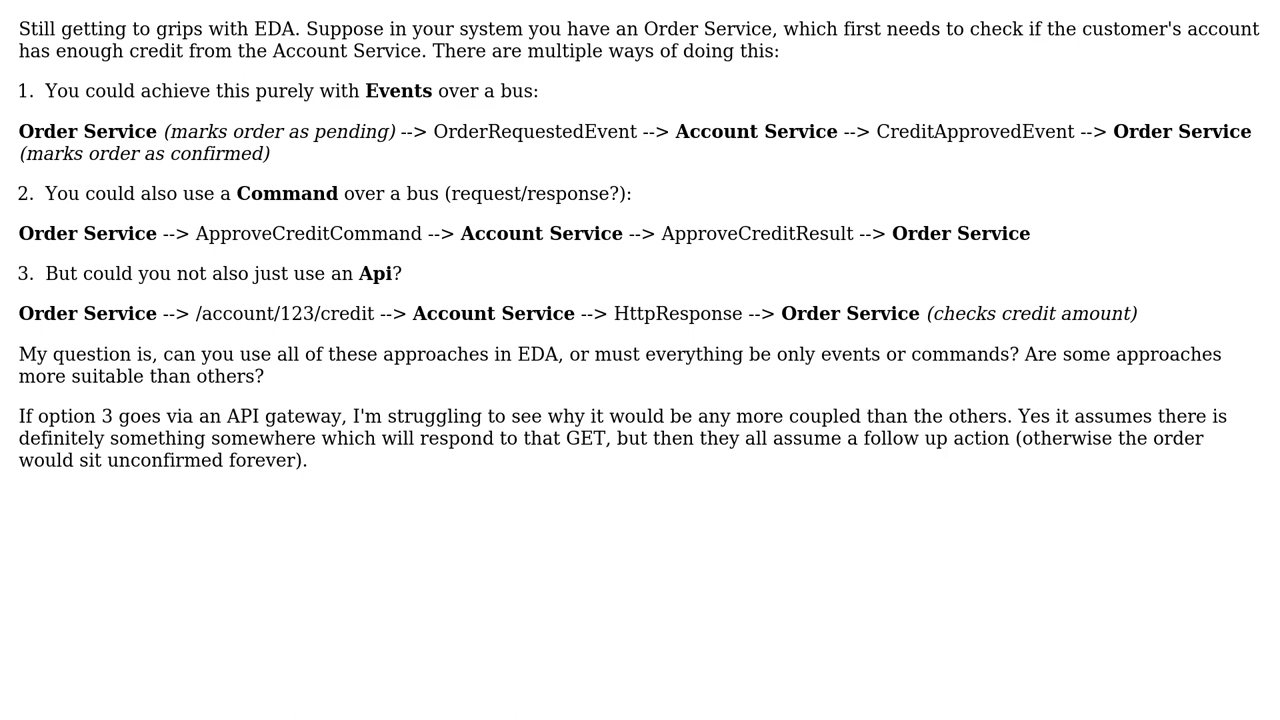 Still getting to grips with EDA. Suppose in your system you have an Order Service, which first needs to check if the customer's account
has enough credit from the Account Service. There are multiple ways of doing this:
1. You could achieve this purely with Events over a bus:
Order Service (marks order as pending) --> OrderRequestedEvent --> Account Service --> CreditApprovedEvent --> Order Service
(marks order as confirmed)
2. You could also use a Command over a bus (request/response?):
Order Service --> ApproveCreditCommand --> Account Service --> ApproveCreditResult --> Order Service
3. But could you not also just use an Api?
Order Service --> /account/123/credit --> Account Service --> HttpResponse --> Order Service (checks credit amount)
My question is, can you use all of these approaches in EDA, or must everything be only events or commands? Are some approaches
more suitable than others?
If option 3 goes via an API gateway, I'm struggling to see why it would be any more coupled than the others. Yes it assumes there is
definitely something somewhere which will respond to that GET, but then they all assume a follow up action (otherwise the order
would sit unconfirmed forever).